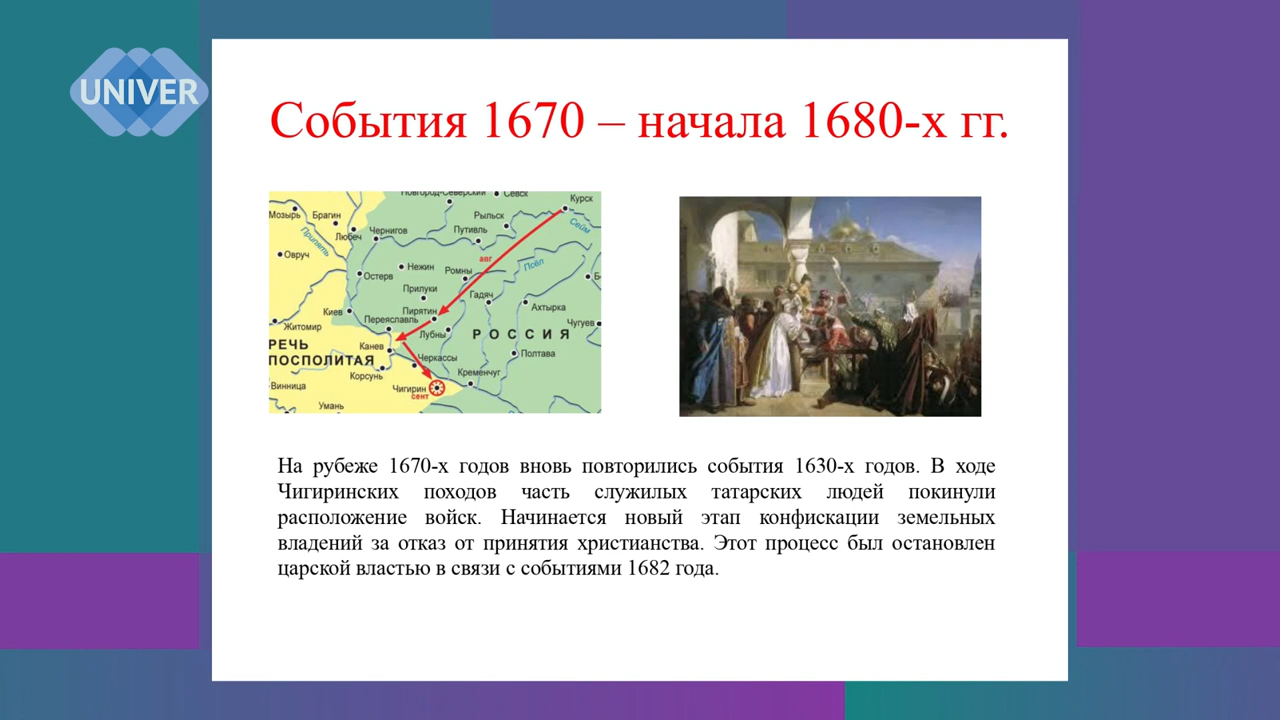 UNIVER
События 1670 – начала 1680-х гг.
Новгород-Северский
Севск
Курск
Мозырь
Брагин
Рыльск
Сейм
Любеч
Чернигов
Путивль
Припять
Овруч
авг
Псёл
Нежин
Ромны
Остерв
Прилуки
Гадяч
Киев
Пирятин
Ахтырка
Житомир
Переяславль
Чугуев
Лубны
РОССИЯ
РЕЧЬ
ПОСПОЛИТАЯ
Канев
Черкассы
Полтава
Корсунь
Кременчуг
Винница
Чигирин
сент
Умань
На рубеже 1670-х годов вновь повторились события 1630-х годов. В ходе
Чигиринских походов часть служилых татарских людей покинули
расположение войск. Начинается новый этап конфискации земельных
владений за отказ от принятия христианства. Этот процесс был остановлен
царской властью в связи с событиями 1682 года.